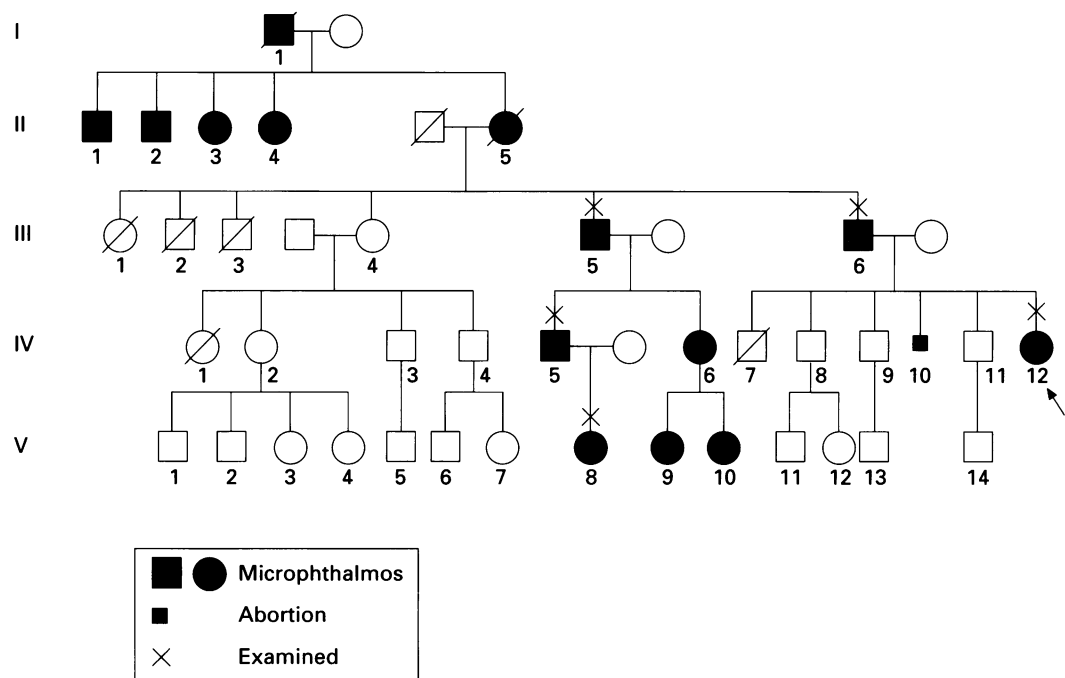 I
1
II
1 2 3 4 5
III
1 2 3 4 5 6
IV
1 2 3 4 5 6 7 8 9 10 11 12
V
1 2 3 4 5 6 7 8 9 10 11 12 13 14
Microphthalmos
Abortion
Examined